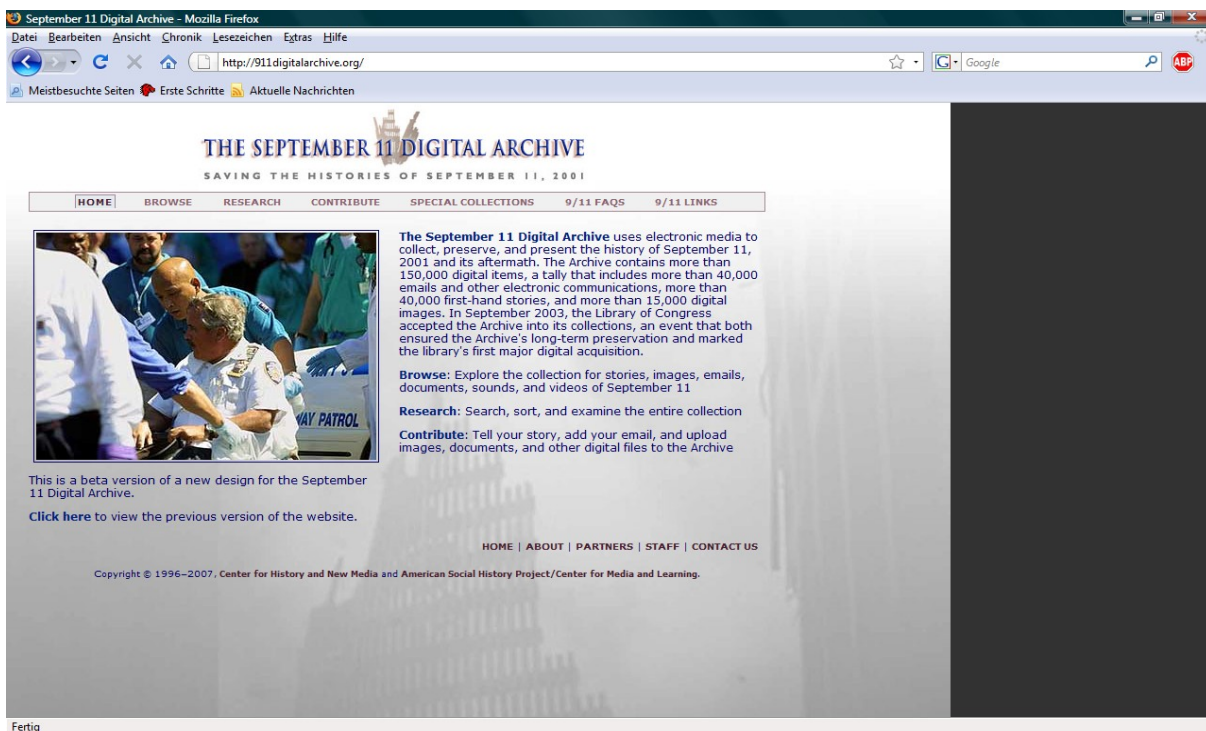 September 11 Digital Archive - Mozilla Firefox
Datei Bearbeiten Ansicht Chronik Lesezeichen Extras Hilfe
http://911digitalarchive.org/
G Google
ABP
Meistbesuchte Seiten Erste Schritte Aktuelle Nachrichten
THE SEPTEMBER 11 DIGITAL ARCHIVE
SAVING THE HISTORIES OF SEPTEMBER 11, 2001
HOME BROWSE RESEARCH CONTRIBUTE SPECIAL COLLECTIONS 9/11 FAQS 9/11 LINKS
WAY PATROL
This is a beta version of a new design for the September
11 Digital Archive.
Click here to view the previous version of the website.
The September 11 Digital Archive uses electronic media to
collect, preserve, and present the history of September 11,
2001 and its aftermath. The Archive contains more than
150,000 digital items, a tally that includes more than 40,000
emails and other electronic communications, more than
40,000 first-hand stories, and more than 15,000 digital
images. In September 2003, the Library of Congress
accepted the Archive into its collections, an event that both
ensured the Archive's long-term preservation and marked
the library's first major digital acquisition.
Browse: Explore the collection for stories, images, emails,
documents, sounds, and videos of September 11
Research: Search, sort, and examine the entire collection
Contribute: Tell your story, add your email, and upload
images, documents, and other digital files to the Archive
HOME | ABOUT | PARTNERS | STAFF | CONTACT US
Copyright © 1996–2007, Center for History and New Media and American Social History Project/Center for Media and Learning.
Fertig